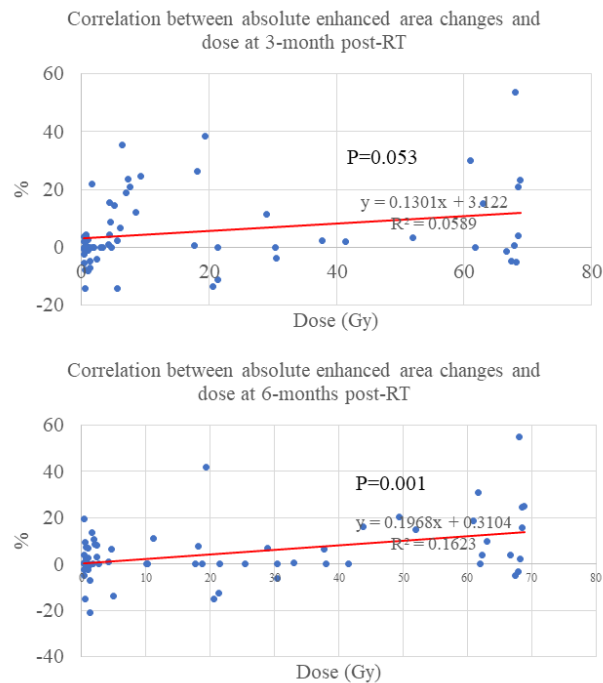 Correlation between absolute enhanced area changes and
dose at 3-month post-RT
60
40
20
0
-20
%
P=0.053
y = 0.1301x + 3.122
R² = 0.0589
0 20 40 60 80
Dose (Gy)
Correlation between absolute enhanced area changes and
dose at 6-months post-RT
60
40
20
0
-20
-40
%
P=0.001
y = 0.1968x + 0.3104
R² = 0.1623
0 10 20 30 40 50 60 70 80
Dose (Gy)